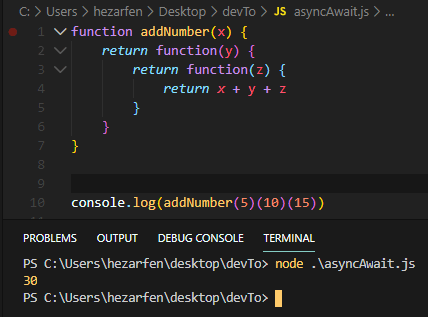 C: > Users > hezarfen > Desktop > devTo > JS asyncAwait.js > ...
1 function addNumber(x) {
2     return function(y) {
3         return function(z) {
4             return x + y + z
5         }
6     }
7 }
8
9
10 console.log(addNumber(5)(10)(15))
PROBLEMS OUTPUT DEBUG CONSOLE TERMINAL
PS C:\Users\hezarfen\desktop\devTo> node .\asyncAwait.js
30
PS C:\Users\hezarfen\desktop\devTo>